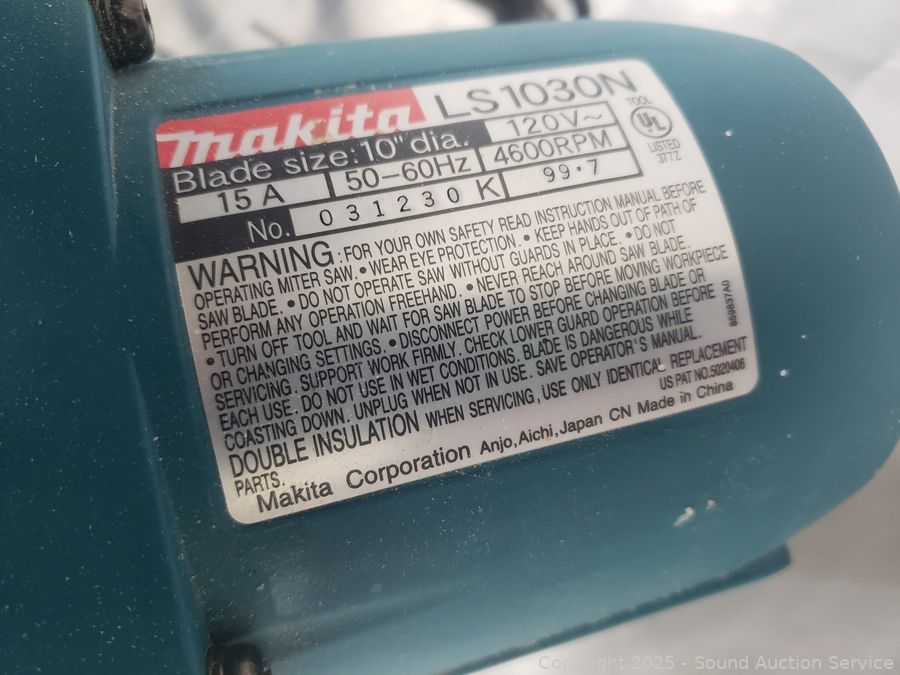 makita LS1030N
Blade size:10"dia. 120V~
15 A 50-60Hz 4600RPM
No. 031230 K 99·7
TOOL
UL
LISTED
377Z
WARNING: FOR YOUR OWN SAFETY READ INSTRUCTION MANUAL BEFORE
OPERATING MITER SAW. • WEAR EYE PROTECTION. • KEEP HANDS OUT OF PATH OF
SAW BLADE. • DO NOT OPERATE SAW WITHOUT GUARDS IN PLACE. • DO NOT
PERFORM ANY OPERATION FREEHAND. • NEVER REACH AROUND SAW BLADE.
• TURN OFF TOOL AND WAIT FOR SAW BLADE TO STOP BEFORE MOVING WORKPIECE
OR CHANGING SETTINGS. • DISCONNECT POWER BEFORE CHANGING BLADE OR
SERVICING. SUPPORT WORK FIRMLY. CHECK LOWER GUARD OPERATION BEFORE
EACH USE. DO NOT USE IN WET CONDITIONS. BLADE IS DANGEROUS WHILE
COASTING DOWN. UNPLUG WHEN NOT IN USE. SAVE OPERATOR'S MANUAL.
DOUBLE INSULATION WHEN SERVICING, USE ONLY IDENTICAL REPLACEMENT
PARTS. US PAT NO.5020406
Makita Corporation Anjo,Aichi,Japan CN Made in China
859837A0
Copyright 2025 - Sound Auction Service